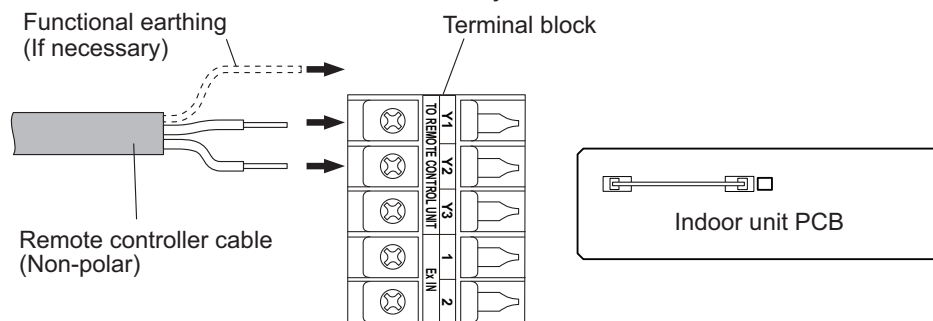 Functional earthing
(If necessary)
Terminal block
Y1
Y2
Y3
TO REMOTE CONTROL UNIT
1
2
Ex IN
Remote controller cable
(Non-polar)
Indoor unit PCB